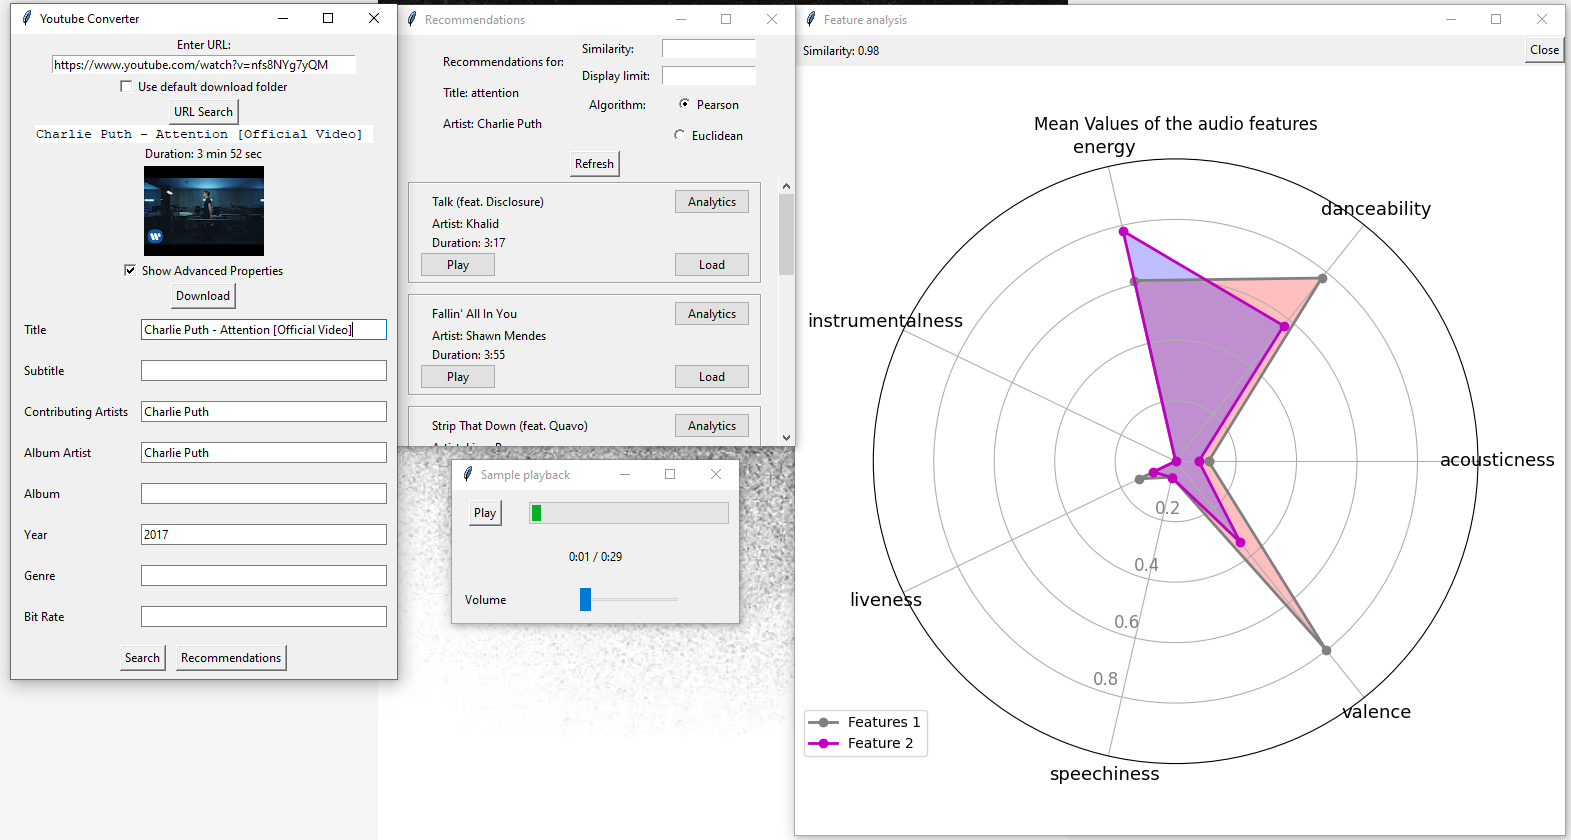 Youtube Converter
Enter URL:
https://www.youtube.com/watch?v=nfs8NYg7yQM
Use default download folder
URL Search
Charlie Puth - Attention [Official Video]
Duration: 3 min 52 sec
Show Advanced Properties
Download
Title Charlie Puth - Attention [Official Video]
Subtitle
Contributing Artists Charlie Puth
Album Artist Charlie Puth
Album
Year 2017
Genre
Bit Rate
Search Recommendations
Recommendations
Recommendations for:
Title: attention
Artist: Charlie Puth
Similarity:
Display limit:
Algorithm: Pearson
Euclidean
Refresh
Talk (feat. Disclosure) Analytics
Artist: Khalid
Duration: 3:17
Play Load
Fallin' All In You Analytics
Artist: Shawn Mendes
Duration: 3:55
Play Load
Strip That Down (feat. Quavo) Analytics
Sample playback
Play
0:01 / 0:29
Volume
Feature analysis
Similarity: 0.98 Close
Mean Values of the audio features
energy
danceability
instrumentalness
acousticness
0.2
0.4
liveness
0.6
0.8
valence
speechiness
Features 1
Feature 2